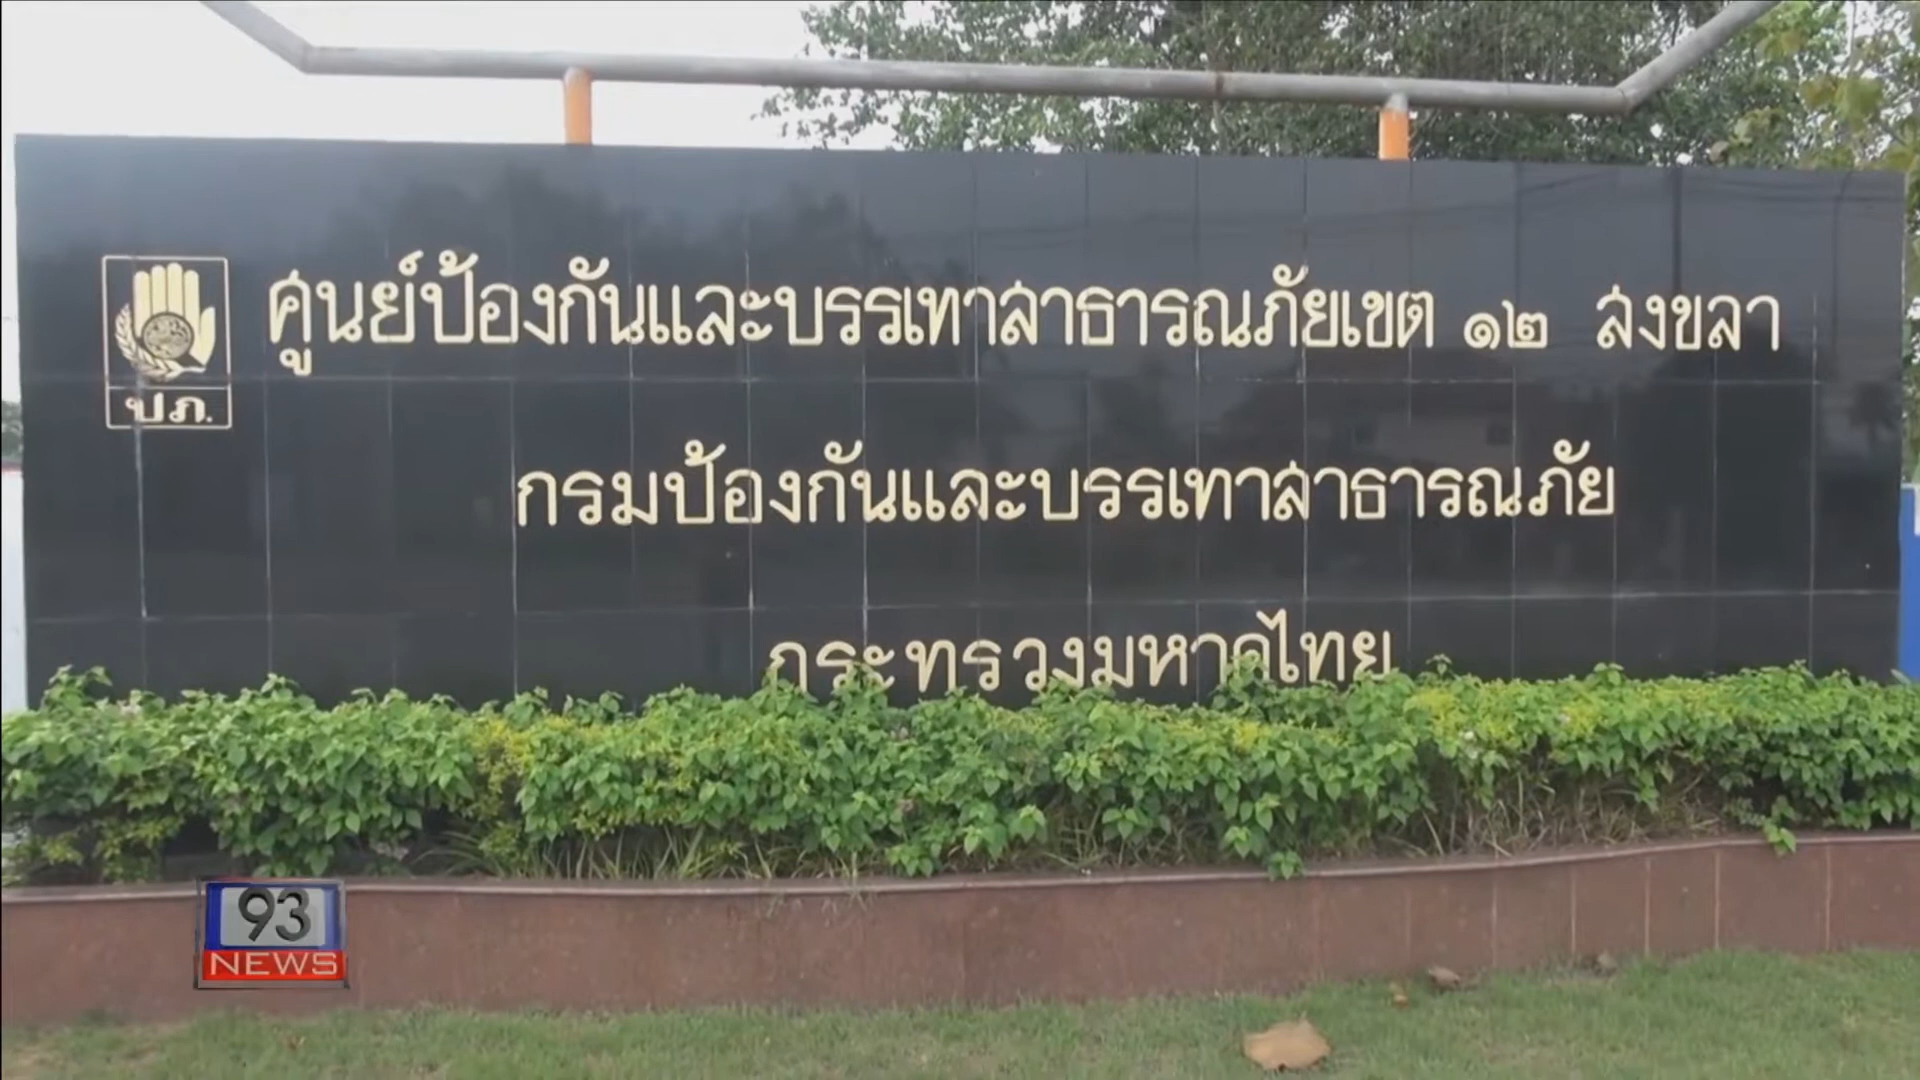 ศูนย์ป้องกันและบรรเทาสาธารณภัยเขต ๑๒ สงขลา
ปภ.
กรมป้องกันและบรรเทาสาธารณภัย
กระทรวงมหาดไทย
93
NEWS